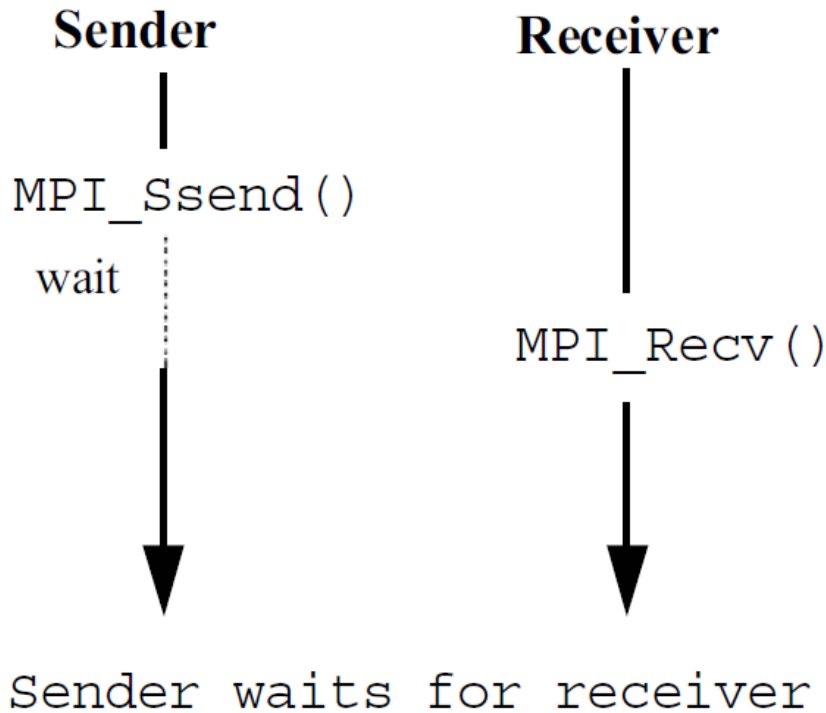 Sender
Receiver
MPI_Ssend()
wait
MPI_Recv()
Sender waits for receiver